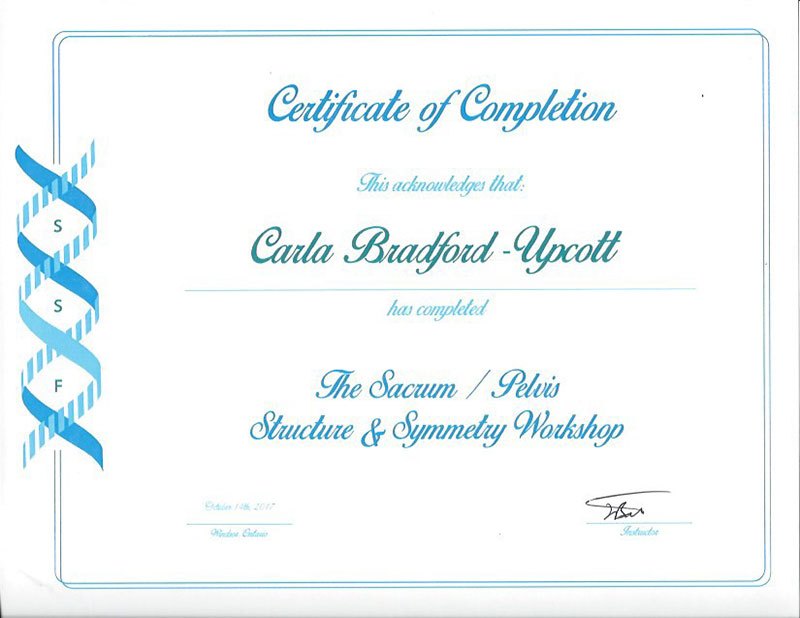 Certificate of Completion
This acknowledges that:
Carla Bradford -Upcott
has completed
The Sacrum / Pelvis
Structure & Symmetry Workshop
S
S
F
October 14th, 2017
Windsor Ontario
Instructor